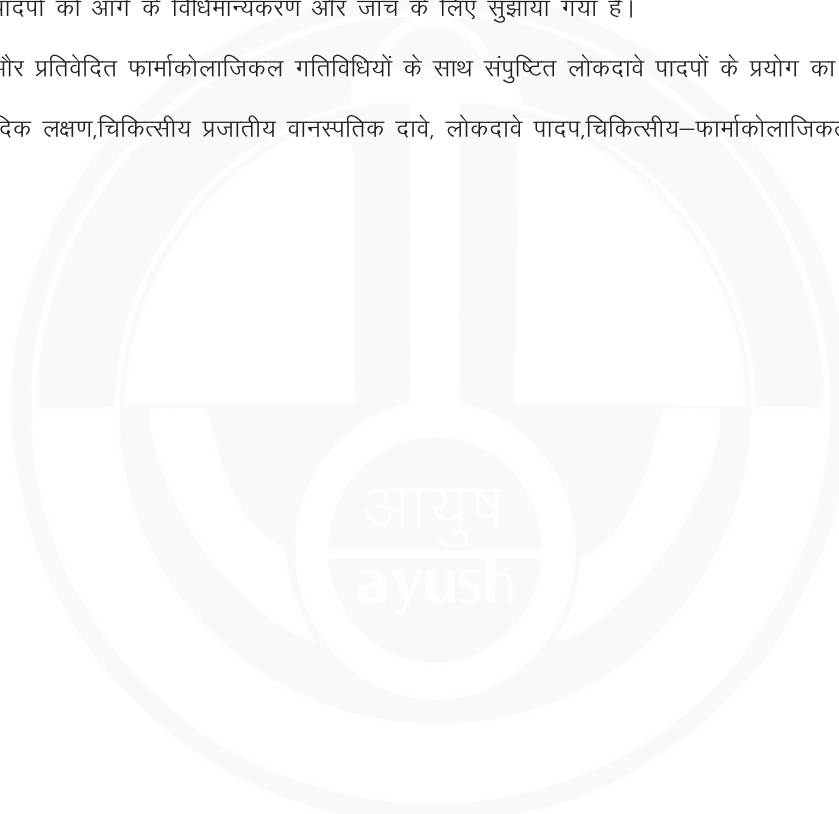 पादपों को आगे के विधिमान्यकरण और जांच के लिए सुझाया गया है।
और प्रतिवेदित फार्माकोलाजिकल गतिविधियों के साथ संपुष्टित लोकदावे पादपों के प्रयोग का
लक्षण,चिकित्सीय प्रजातीय वानस्पतिक दावे, लोकदावे पादप,चिकित्सीय–फार्माकोलाजिकल
आयुष
ayush